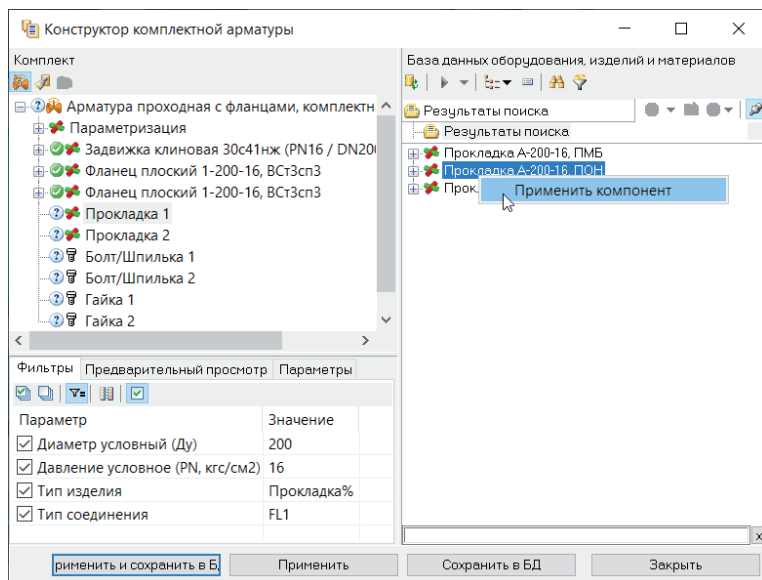 Конструктор комплектной арматуры
Комплект
Арматура проходная с фланцами, комплектн
Параметризация
Задвижка клиновая 30с41нж (PN16 / DN200
Фланец плоский 1-200-16, ВСт3сп3
Фланец плоский 1-200-16, ВСт3сп3
Прокладка 1
Прокладка 2
Болт/Шпилька 1
Болт/Шпилька 2
Гайка 1
Гайка 2
Фильтры Предварительный просмотр Параметры
Параметр Значение
Диаметр условный (Ду) 200
Давление условное (PN, кгс/см2) 16
Тип изделия Прокладка%
Тип соединения FL1
База данных оборудования, изделий и материалов
Результаты поиска
Результаты поиска
Прокладка А-200-16, ПМБ
Прокладка А-200-16, ПОН
Прок.
Применить компонент
x
рименить и сохранить в Б, Применить Сохранить в БД Закрыть